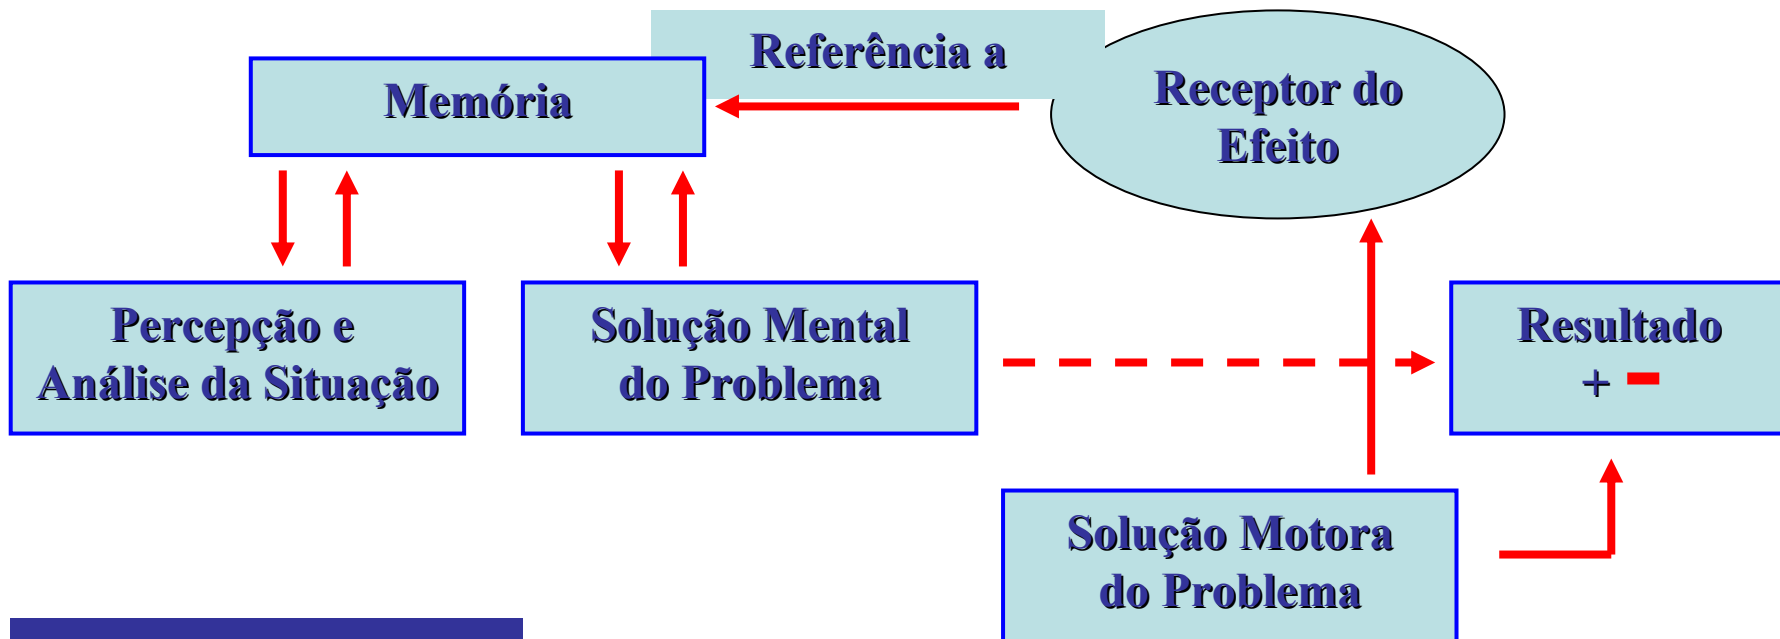 Referência a
Memória
Receptor do
Efeito
Percepção e
Análise da Situação
Solução Mental
do Problema
Resultado
+ -
Solução Motora
do Problema